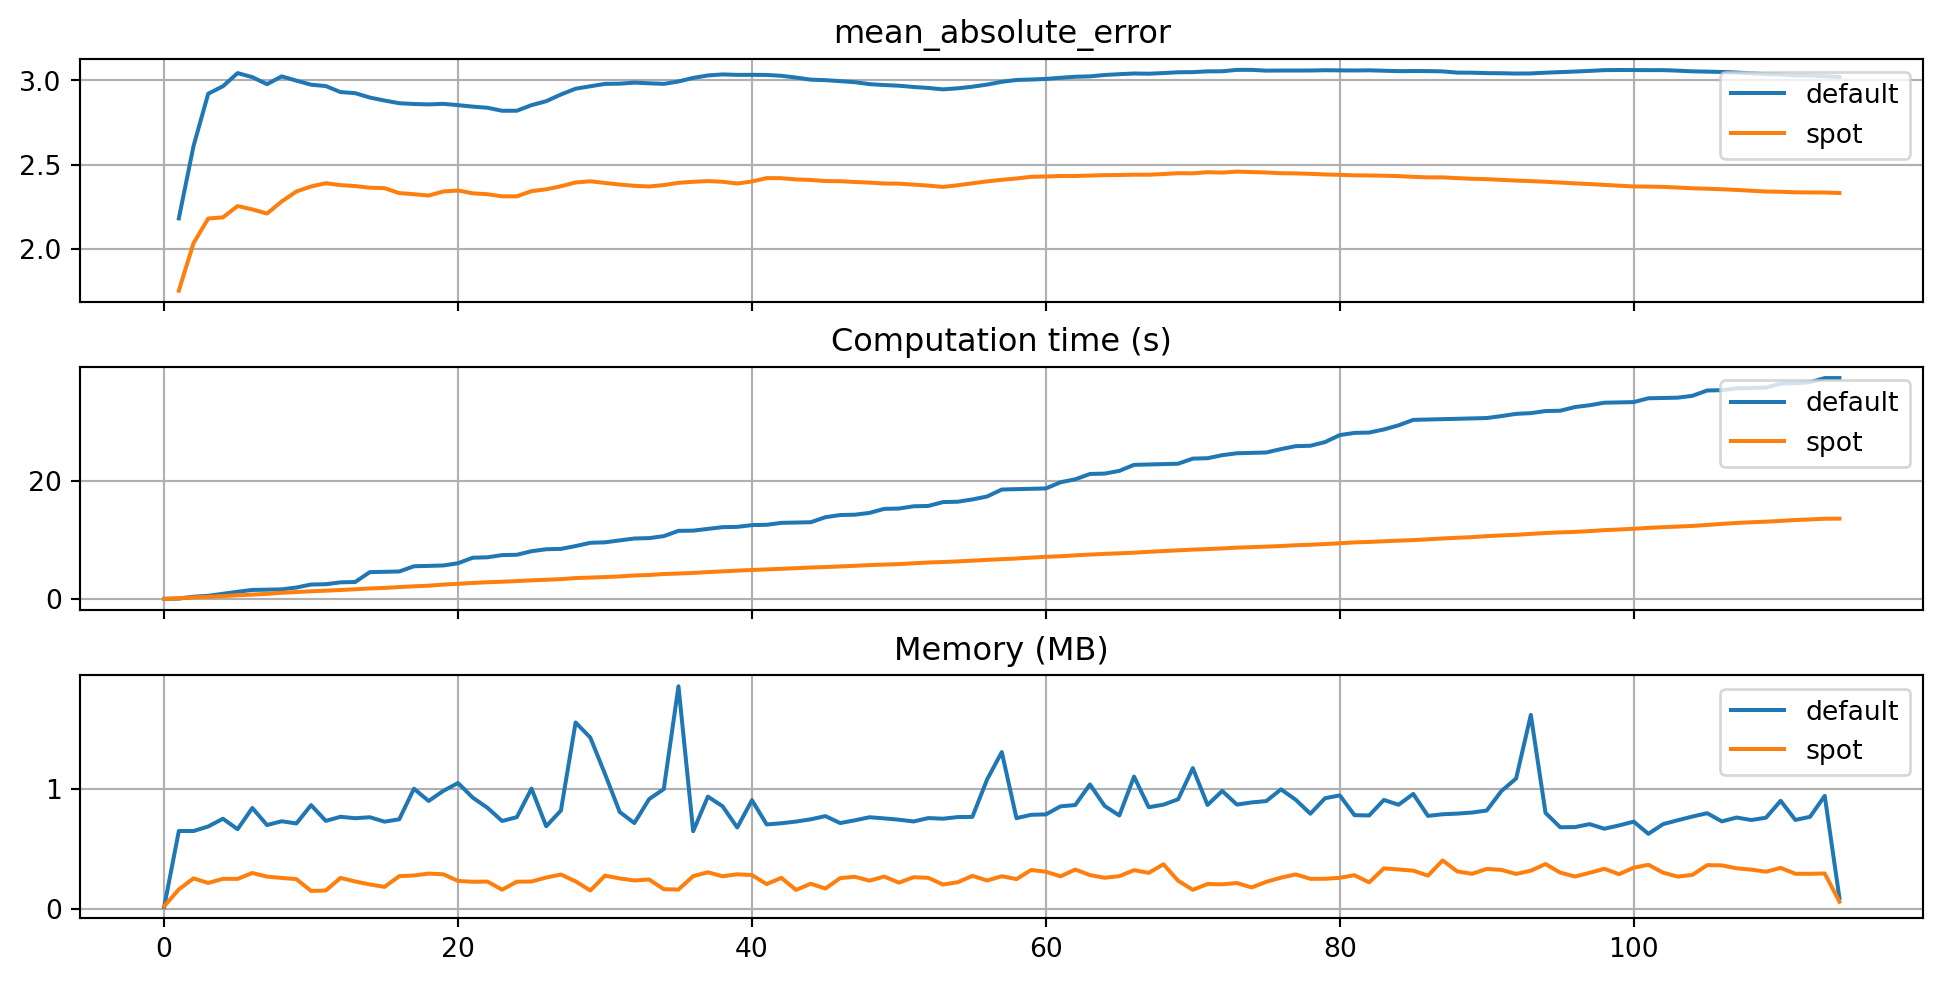 mean_absolute_error
3.0
2.5
2.0
default
spot
Computation time (s)
20
0
default
spot
Memory (MB)
1
0
default
spot
0 20 40 60 80 100